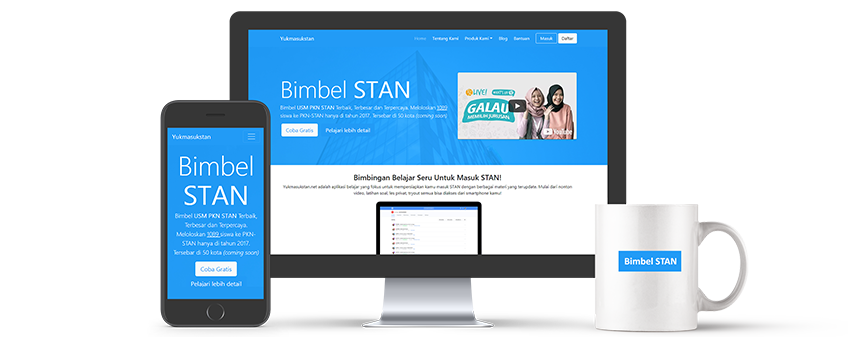 Yukmasukstan
Home Tentang Kami Produk Kami Blog Bantuan Masuk Daftar
Bimbel STAN
Bimbel USM PKN STAN Terbaik, Terbesar dan Terpercaya. Meloloskan 1089
siswa ke PKN-STAN hanya di tahun 2017. Tersebar di 50 kota (coming soon)
Coba Gratis Pelajari lebih detail
LIVE!
GALAU
MEMILIH JURUSAN
YouTube
Bimbingan Belajar Seru Untuk Masuk STAN!
Yukmasukstan.net adalah aplikasi belajar yang fokus untuk mempersiapkan kamu masuk STAN dengan berbagai materi yang terupdate. Mulai dari nonton
video, latihan soal, les privat, tryout semua bisa diakses dari smartphone kamu!
Yukmasukstan
Bimbel
STAN
Bimbel USM PKN STAN Terbaik,
Terbesar dan Terpercaya.
Meloloskan 1089 siswa ke PKN-
STAN hanya di tahun 2017.
Tersebar di 50 kota (coming soon)
Coba Gratis
Pelajari lebih detail
Bimbel STAN